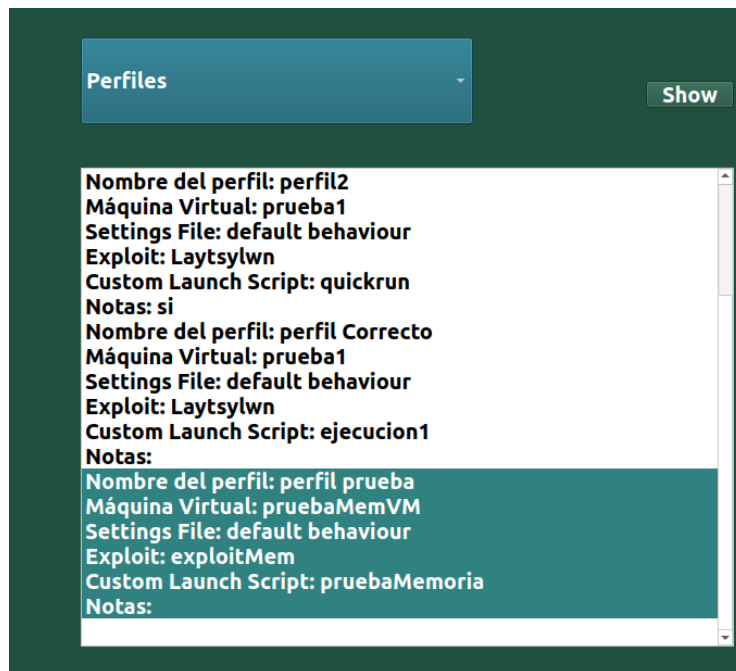 Perfiles
Show
Nombre del perfil: perfil2
Máquina Virtual: prueba1
Settings File: default behaviour
Exploit: Laytsylwn
Custom Launch Script: quickrun
Notas: si
Nombre del perfil: perfil Correcto
Máquina Virtual: prueba1
Settings File: default behaviour
Exploit: Laytsylwn
Custom Launch Script: ejecucion1
Notas:
Nombre del perfil: perfil prueba
Máquina Virtual: pruebaMemVM
Settings File: default behaviour
Exploit: exploitMem
Custom Launch Script: pruebaMemoria
Notas: